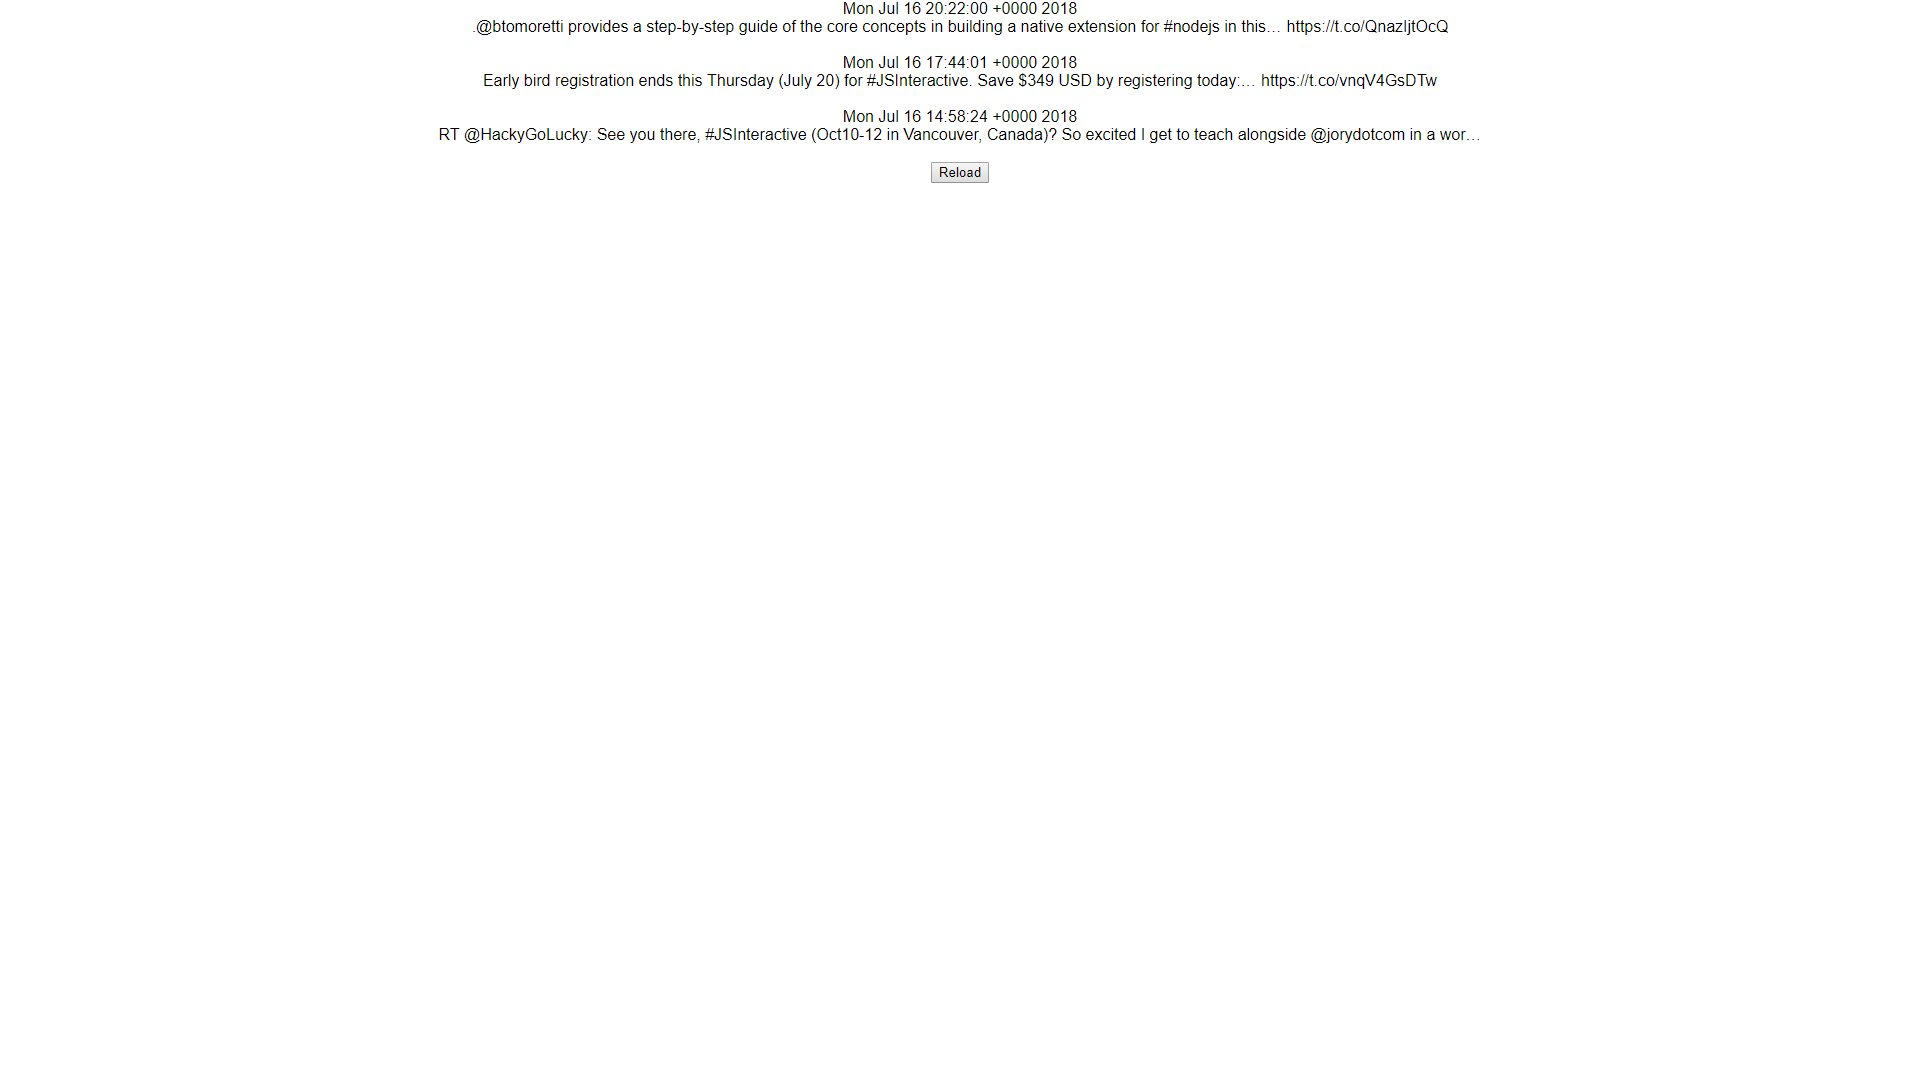 Mon Jul 16 20:22:00 +0000 2018
.@btomoretti provides a step-by-step guide of the core concepts in building a native extension for #nodejs in this… https://t.co/QnazIjtOcQ
Mon Jul 16 17:44:01 +0000 2018
Early bird registration ends this Thursday (July 20) for #JSInteractive. Save $349 USD by registering today:… https://t.co/vnqV4GsDTw
Mon Jul 16 14:58:24 +0000 2018
RT @HackyGoLucky: See you there, #JSInteractive (Oct10-12 in Vancouver, Canada)? So excited I get to teach alongside @jorydotcom in a wor…
Reload